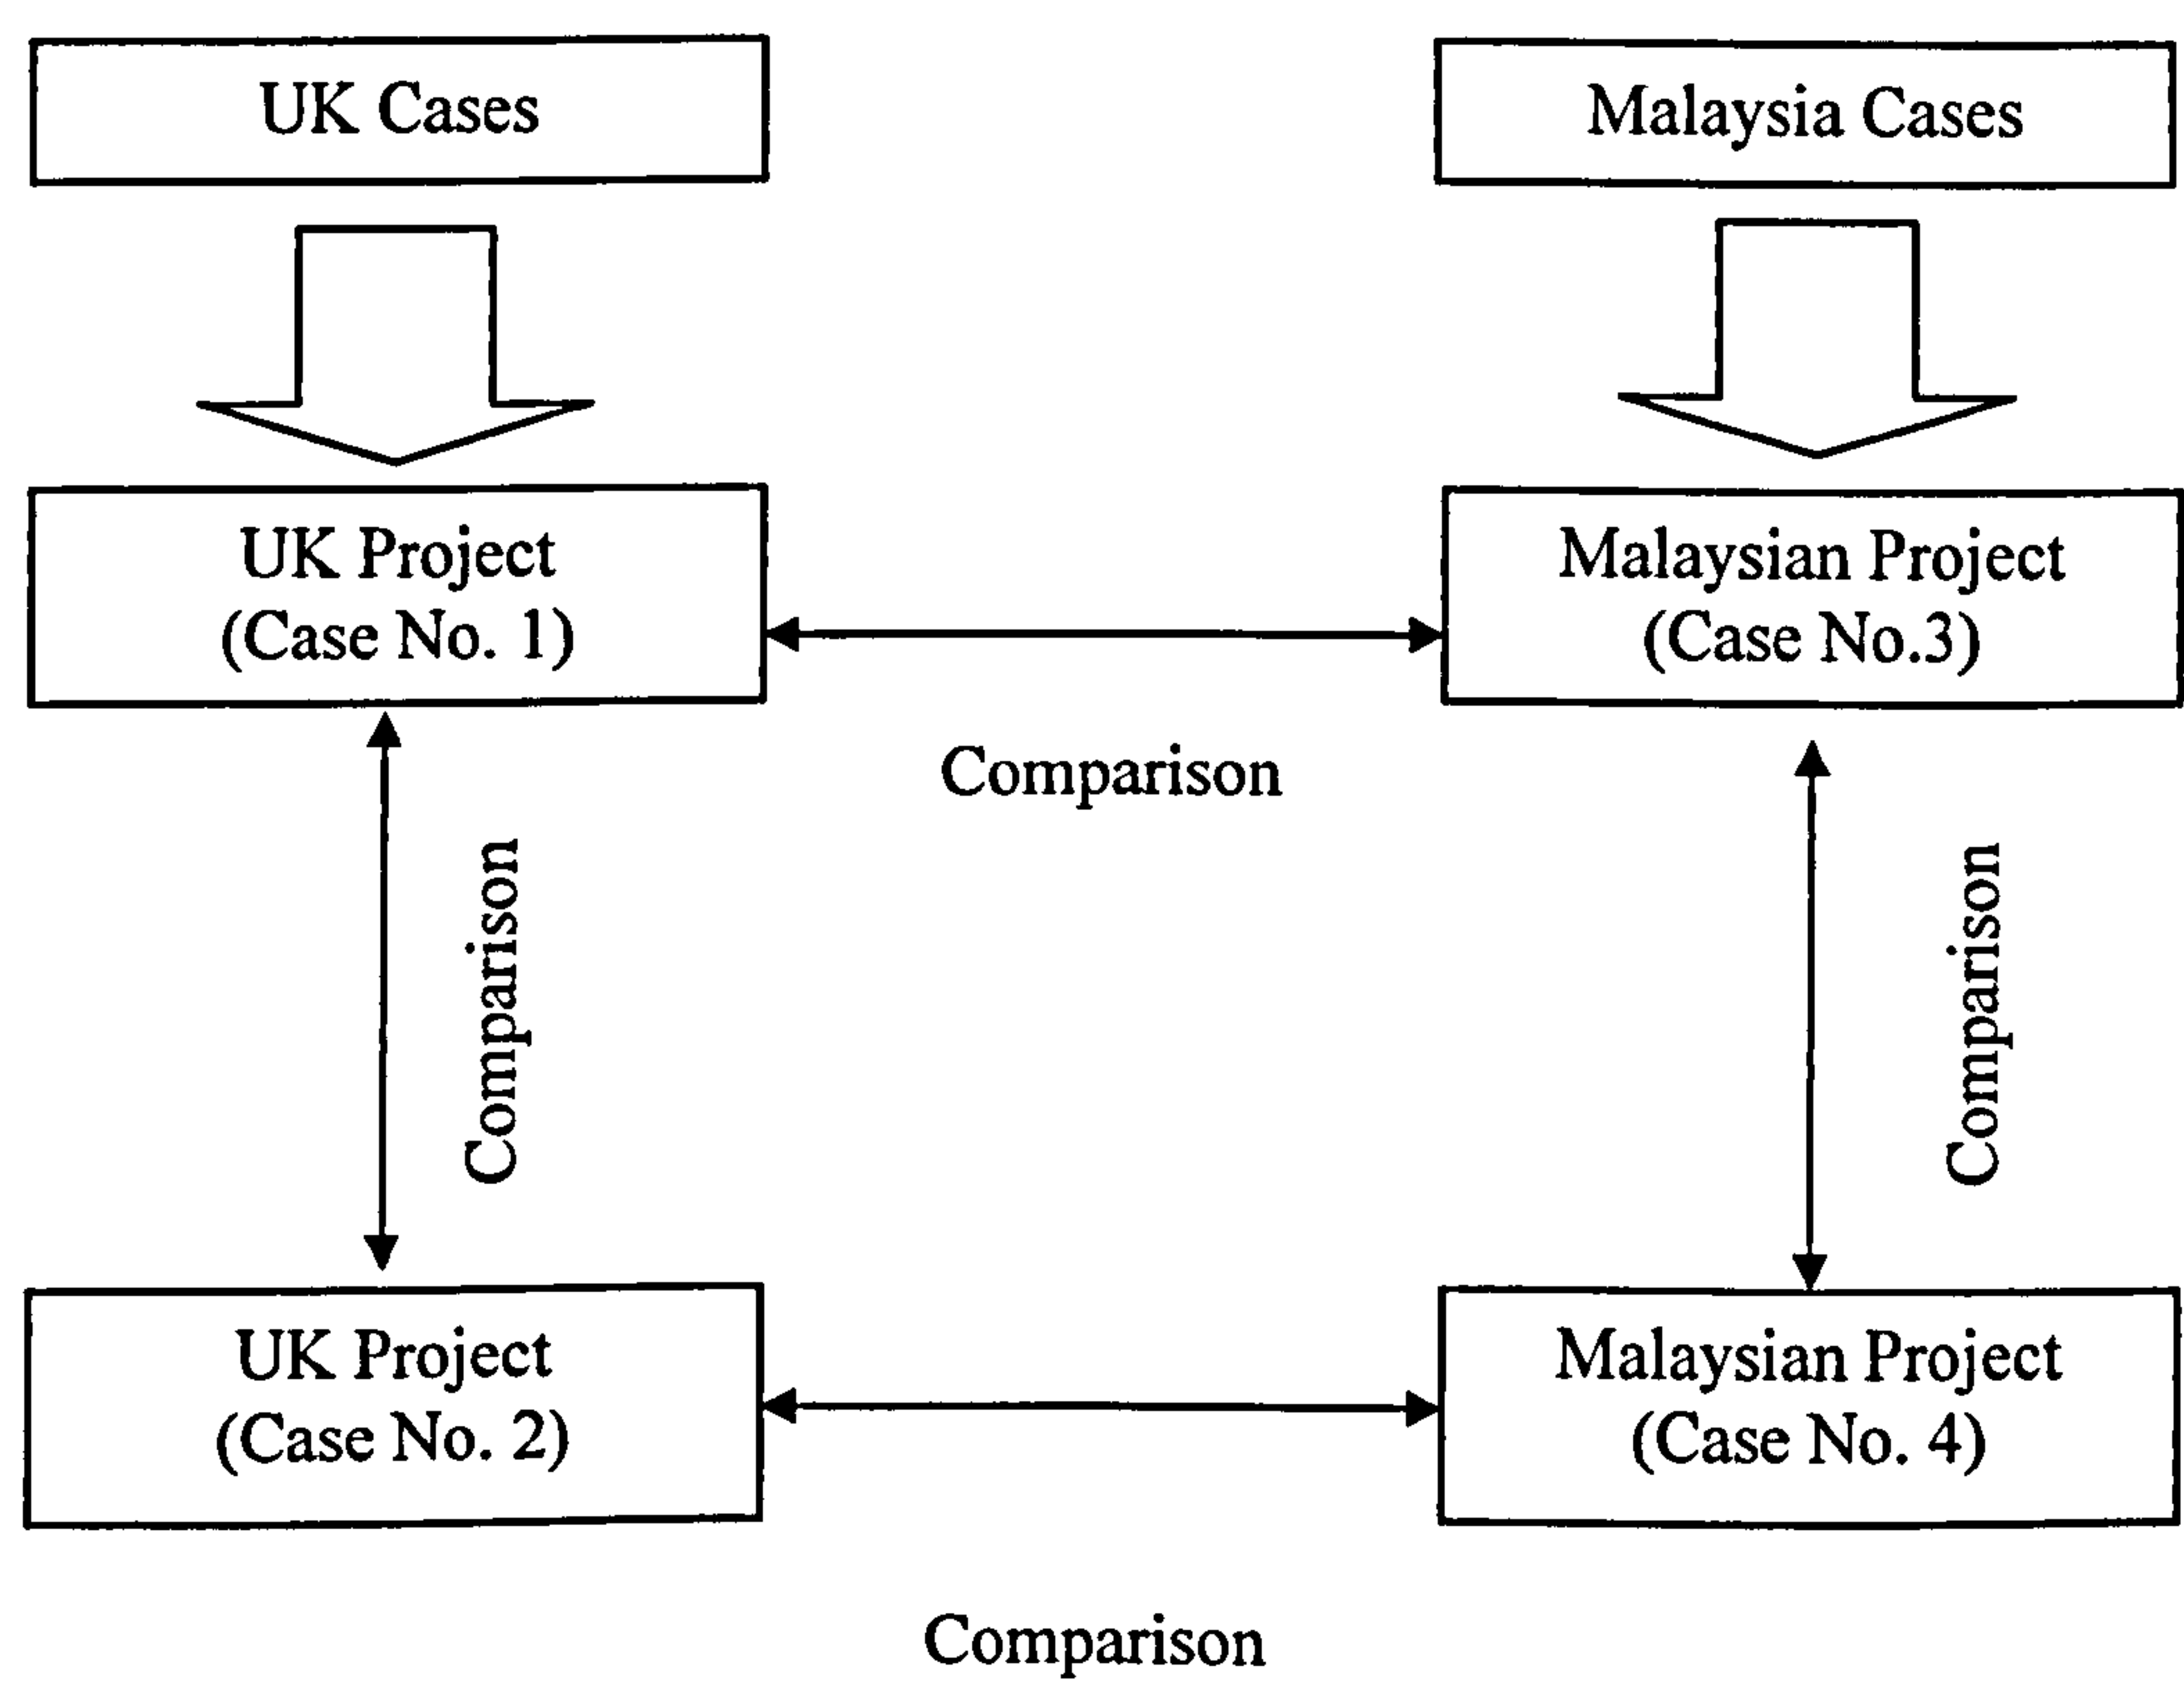 UK Cases
Malaysia Cases
UK Project
(Case No. 1)
Malaysian Project
(Case No.3)
Comparison
Comparison
Comparison
UK Project
(Case No. 2)
Malaysian Project
(Case No. 4)
Comparison